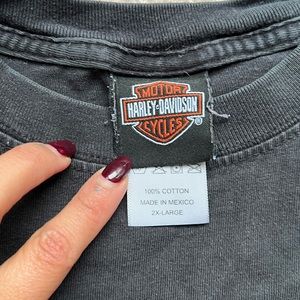 MOTOR
HARLEY-DAVIDSON
CYCLES
®
100% COTTON
MADE IN MEXICO
2X-LARGE